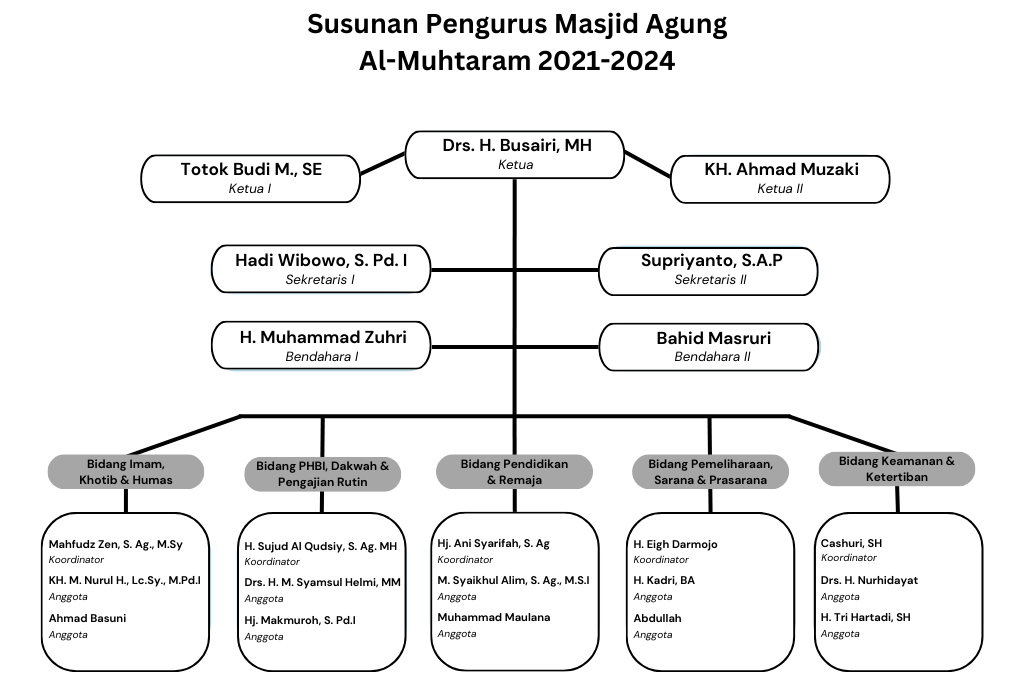 Susunan Pengurus Masjid Agung
Al-Muhtaram 2021-2024
Drs. H. Busairi, MH
Ketua
Totok Budi M., SE
Ketua I
KH. Ahmad Muzaki
Ketua II
Hadi Wibowo, S. Pd. I
Sekretaris I
Supriyanto, S.A.P
Sekretaris II
H. Muhammad Zuhri
Bendahara I
Bahid Masruri
Bendahara II
Bidang Imam,
Khotib & Humas
Mahfudz Zen, S. Ag., M.Sy
Koordinator
KH. M. Nurul H., Lc.Sy., M.Pd.I
Anggota
Ahmad Basuni
Anggota
Bidang PHBI, Dakwah &
Pengajian Rutin
H. Sujud Al Qudsiy, S. Ag. MH
Koordinator
Drs. H. M. Syamsul Helmi, MM
Anggota
Hj. Makmuroh, S. Pd.I
Anggota
Bidang Pendidikan
& Remaja
Hj. Ani Syarifah, S. Ag
Koordinator
M. Syaikhul Alim, S. Ag., M.S.I
Anggota
Muhammad Maulana
Anggota
Bidang Pemeliharaan,
Sarana & Prasarana
H. Eigh Darmojo
Koordinator
H. Kadri, BA
Anggota
Abdullah
Anggota
Bidang Keamanan &
Ketertiban
Cashuri, SH
Koordinator
Drs. H. Nurhidayat
Anggota
H. Tri Hartadi, SH
Anggota